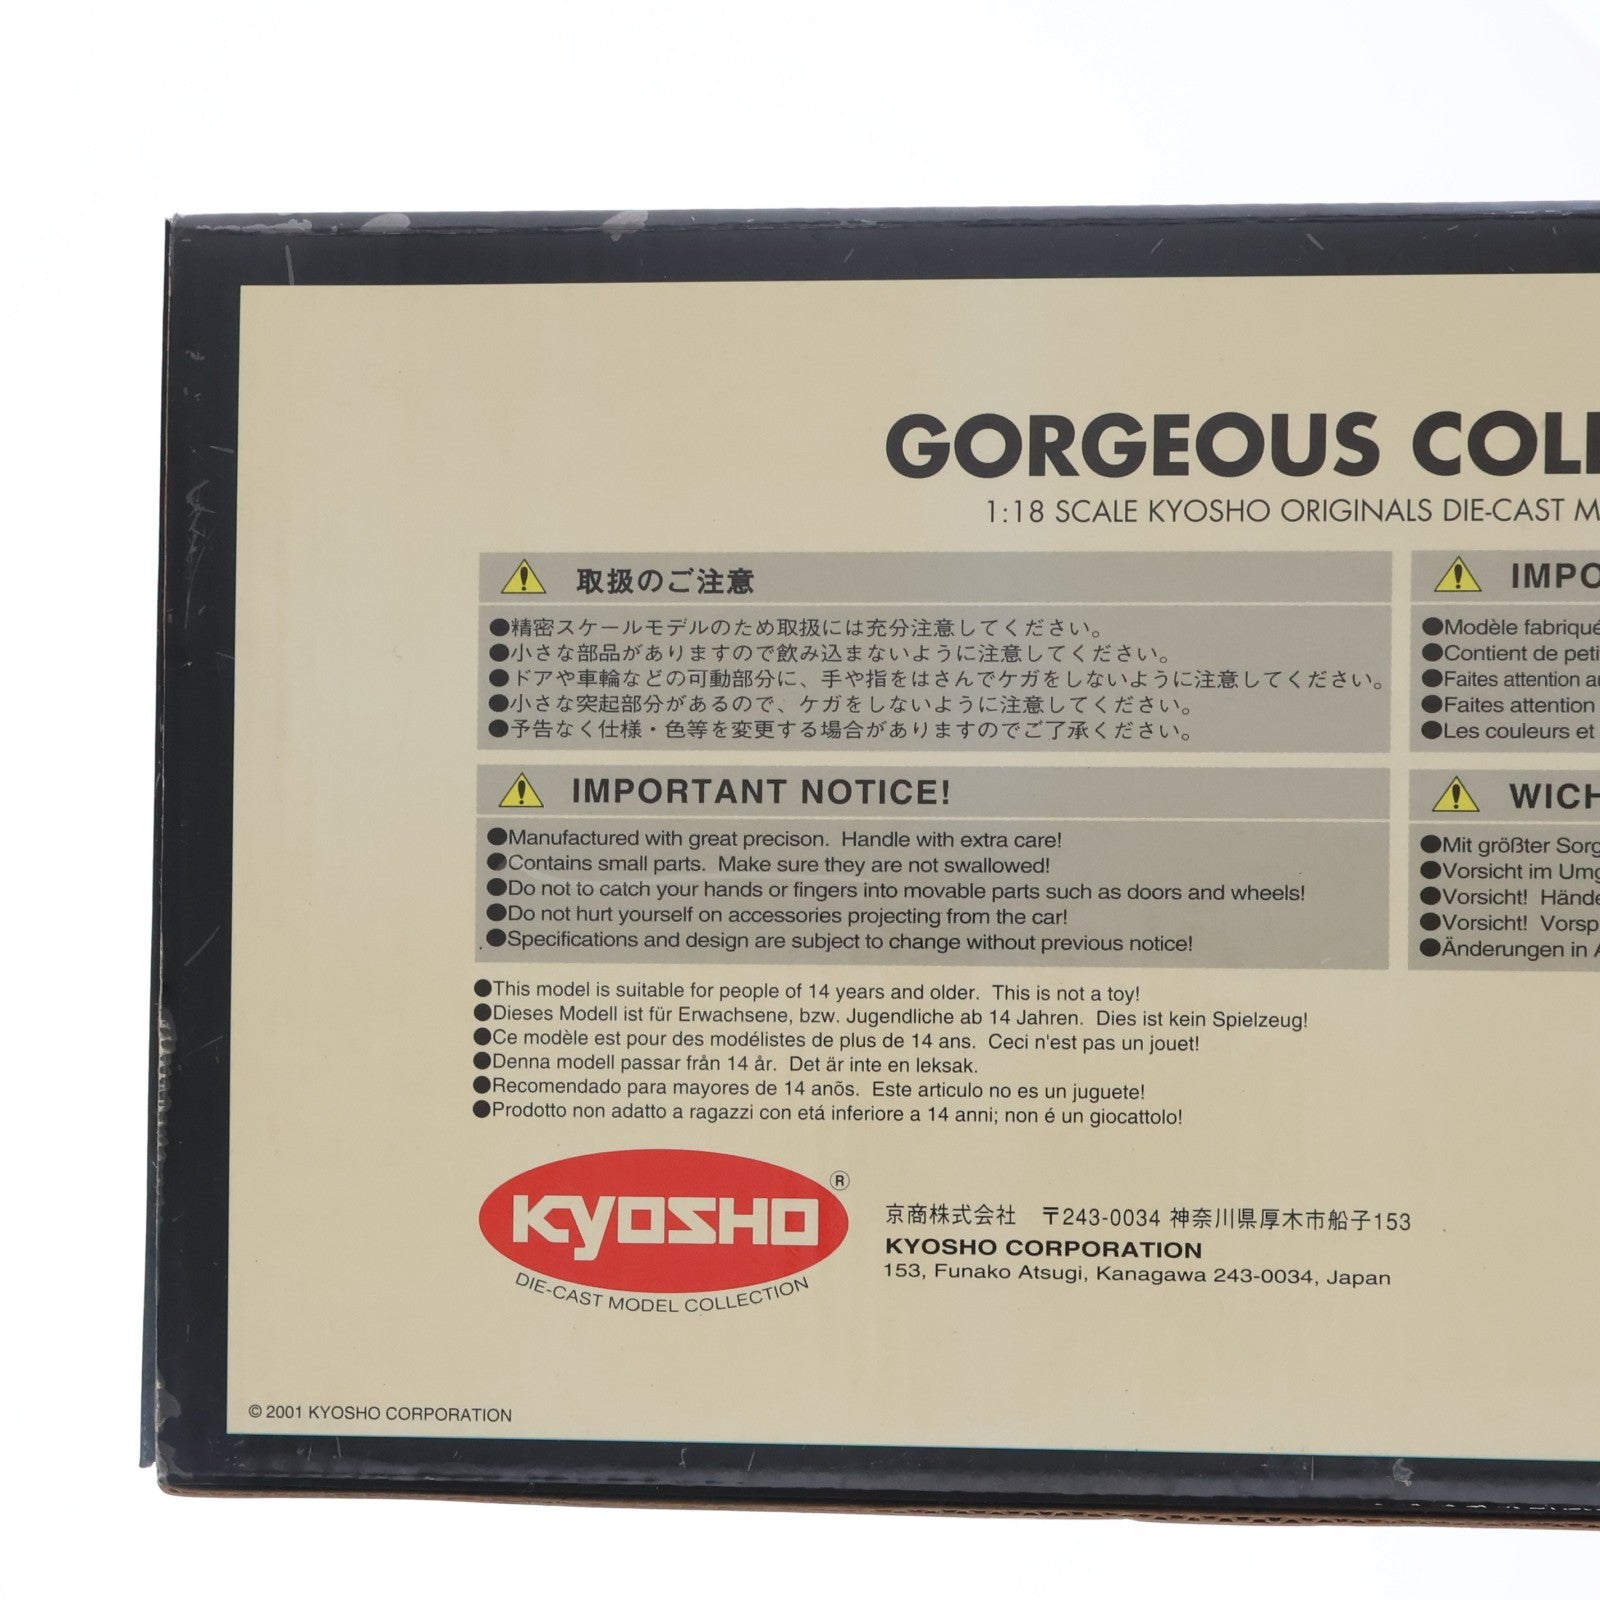 GORGEOUS COLL
1:18 SCALE KYOSHO ORIGINALS DIE-CAST M
取扱のご注意
●精密スケールモデルのため取扱には充分注意してください。
●小さな部品がありますので飲み込まないように注意してください。
●ドアや車輪などの可動部分に、手や指をはさんでケガをしないように注意してください。
●小さな突起部分があるので、ケガをしないように注意してください。
●予告なく仕様・色等を変更する場合がありますのでご了承ください。
IMPO
●Modèle fabriqué
●Contient de peti
●Faites attention au
●Faites attention
●Les couleurs et
IMPORTANT NOTICE!
●Manufactured with great precison. Handle with extra care!
●Contains small parts. Make sure they are not swallowed!
●Do not to catch your hands or fingers into movable parts such as doors and wheels!
●Do not hurt yourself on accessories projecting from the car!
●Specifications and design are subject to change without previous notice!
WICH
●Mit größter Sorg
●Vorsicht im Umg
●Vorsicht! Hände
●Vorsicht! Vorsp
●Änderungen in A
●This model is suitable for people of 14 years and older. This is not a toy!
●Dieses Modell ist für Erwachsene, bzw. Jugendliche ab 14 Jahren. Dies ist kein Spielzeug!
●Ce modèle est pour des modélistes de plus de 14 ans. Ceci n'est pas un jouet!
●Denna modell passar från 14 år. Det är inte en leksak.
●Recomendado para mayores de 14 anõs. Este articulo no es un juguete!
●Prodotto non adatto a ragazzi con etá inferiore a 14 anni; non é un giocattolo!
KYOSHO ®
DIE-CAST MODEL COLLECTION
京商株式会社 〒243-0034 神奈川県厚木市船子153
KYOSHO CORPORATION
153, Funako Atsugi, Kanagawa 243-0034, Japan
© 2001 KYOSHO CORPORATION